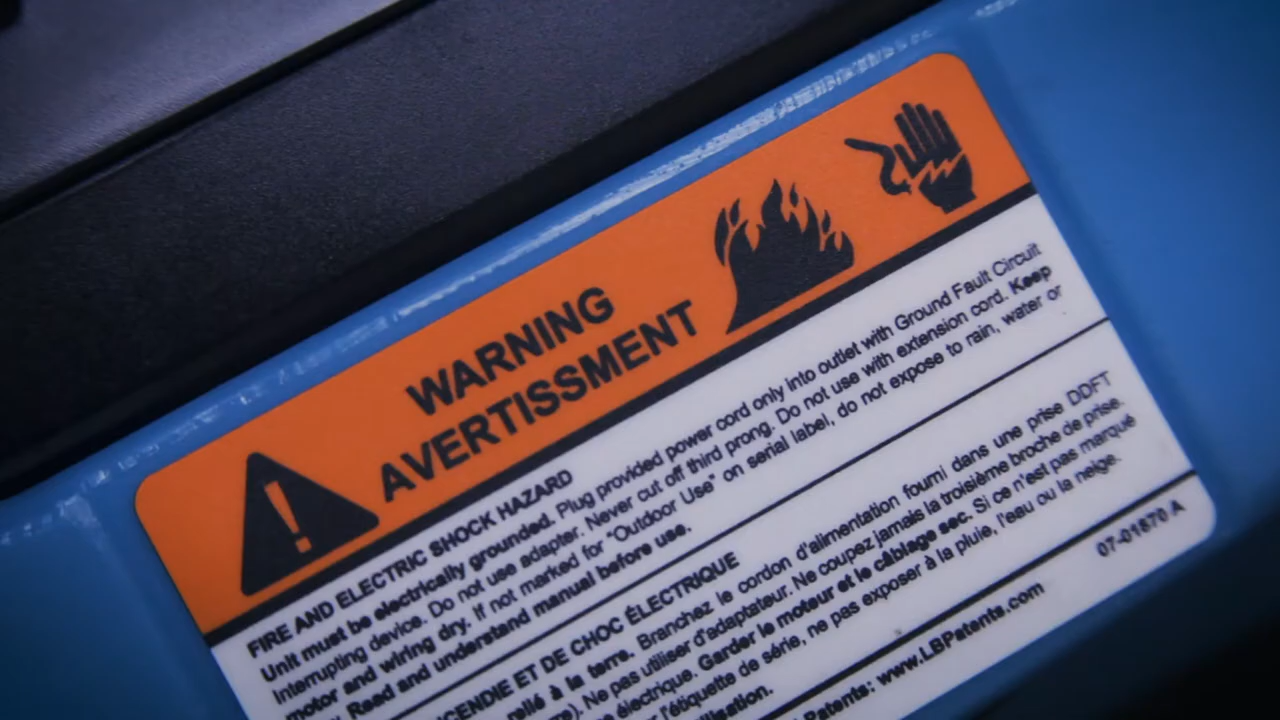 WARNING
AVERTISSMENT
FIRE AND ELECTRIC SHOCK HAZARD
Unit must be electrically grounded. Plug provided power cord only into outlet with Ground Fault Circuit
Interrupting device. Do not use adapter. Never cut off third prong. Do not use with extension cord. Keep
motor and wiring dry. If not marked for "Outdoor Use" on serial label, do not expose to rain, water or
Read and understand manual before use.
ET DE CHOC ÉLECTRIQUE
à la terre. Branchez le cordon d'alimentation fourni dans une prise DDFT
Ne pas utiliser d'adaptateur. Ne coupez jamais la troisième broche de prise.
électrique. Garder le moteur et le câblage sec. Si ce n'est pas marqué
l'étiquette de série, ne pas exposer à la pluie, l'eau ou la neige.
Patents: www.LBPatents.com
07-01870 A